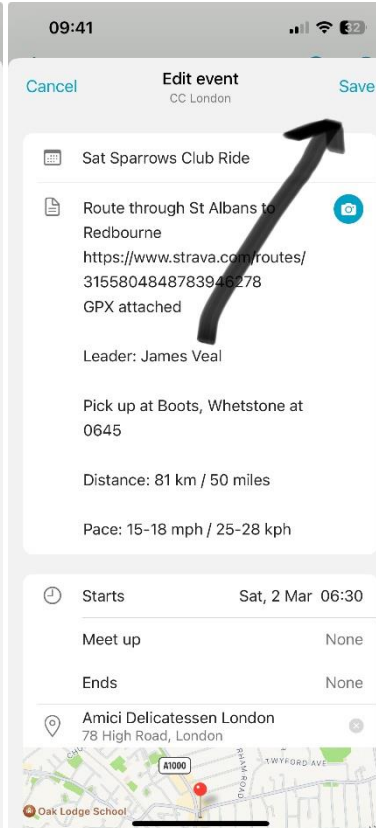 09:41
82
Cancel
Edit event
Save
CC London
Sat Sparrows Club Ride
Route through St Albans to
Redbourne
https://www.strava.com/routes/
3155804848783946278
GPX attached
Leader: James Veal
Pick up at Boots, Whetstone at
0645
Distance: 81 km / 50 miles
Pace: 15-18 mph / 25-28 kph
Starts
Sat, 2 Mar 06:30
Meet up
None
Ends
None
Amici Delicatessen London
78 High Road, London
A1000
TWYFORD AVE
RHAM ROAD
Oak Lodge School